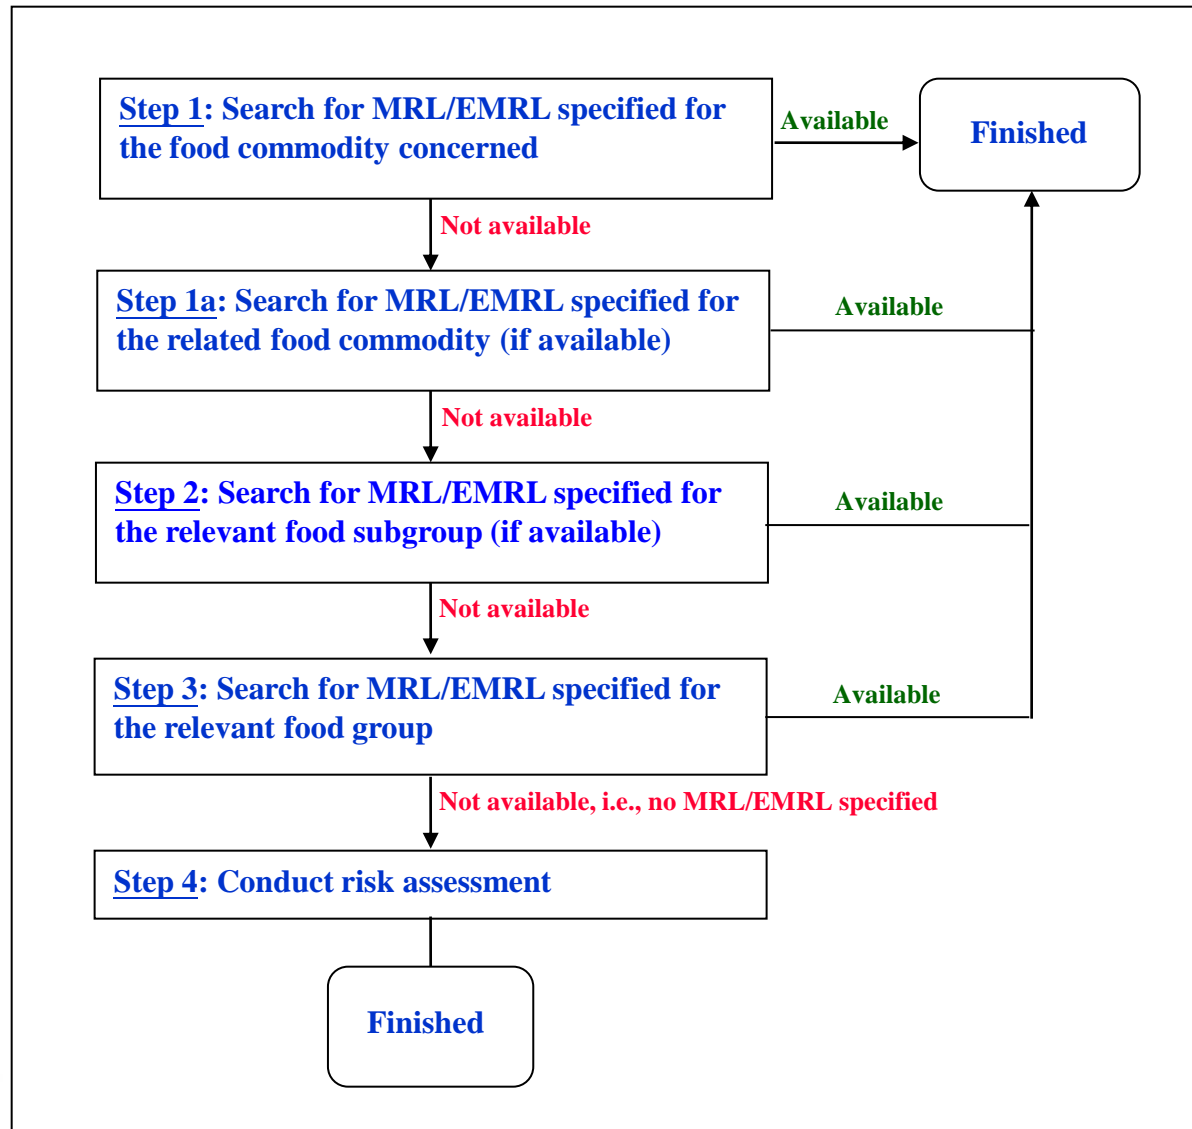 Step 1: Search for MRL/EMRL specified for
the food commodity concerned
Available
Finished
Not available
Step 1a: Search for MRL/EMRL specified for
the related food commodity (if available)
Available
Not available
Step 2: Search for MRL/EMRL specified for
the relevant food subgroup (if available)
Available
Not available
Step 3: Search for MRL/EMRL specified for
the relevant food group
Available
Not available, i.e., no MRL/EMRL specified
Step 4: Conduct risk assessment
Finished